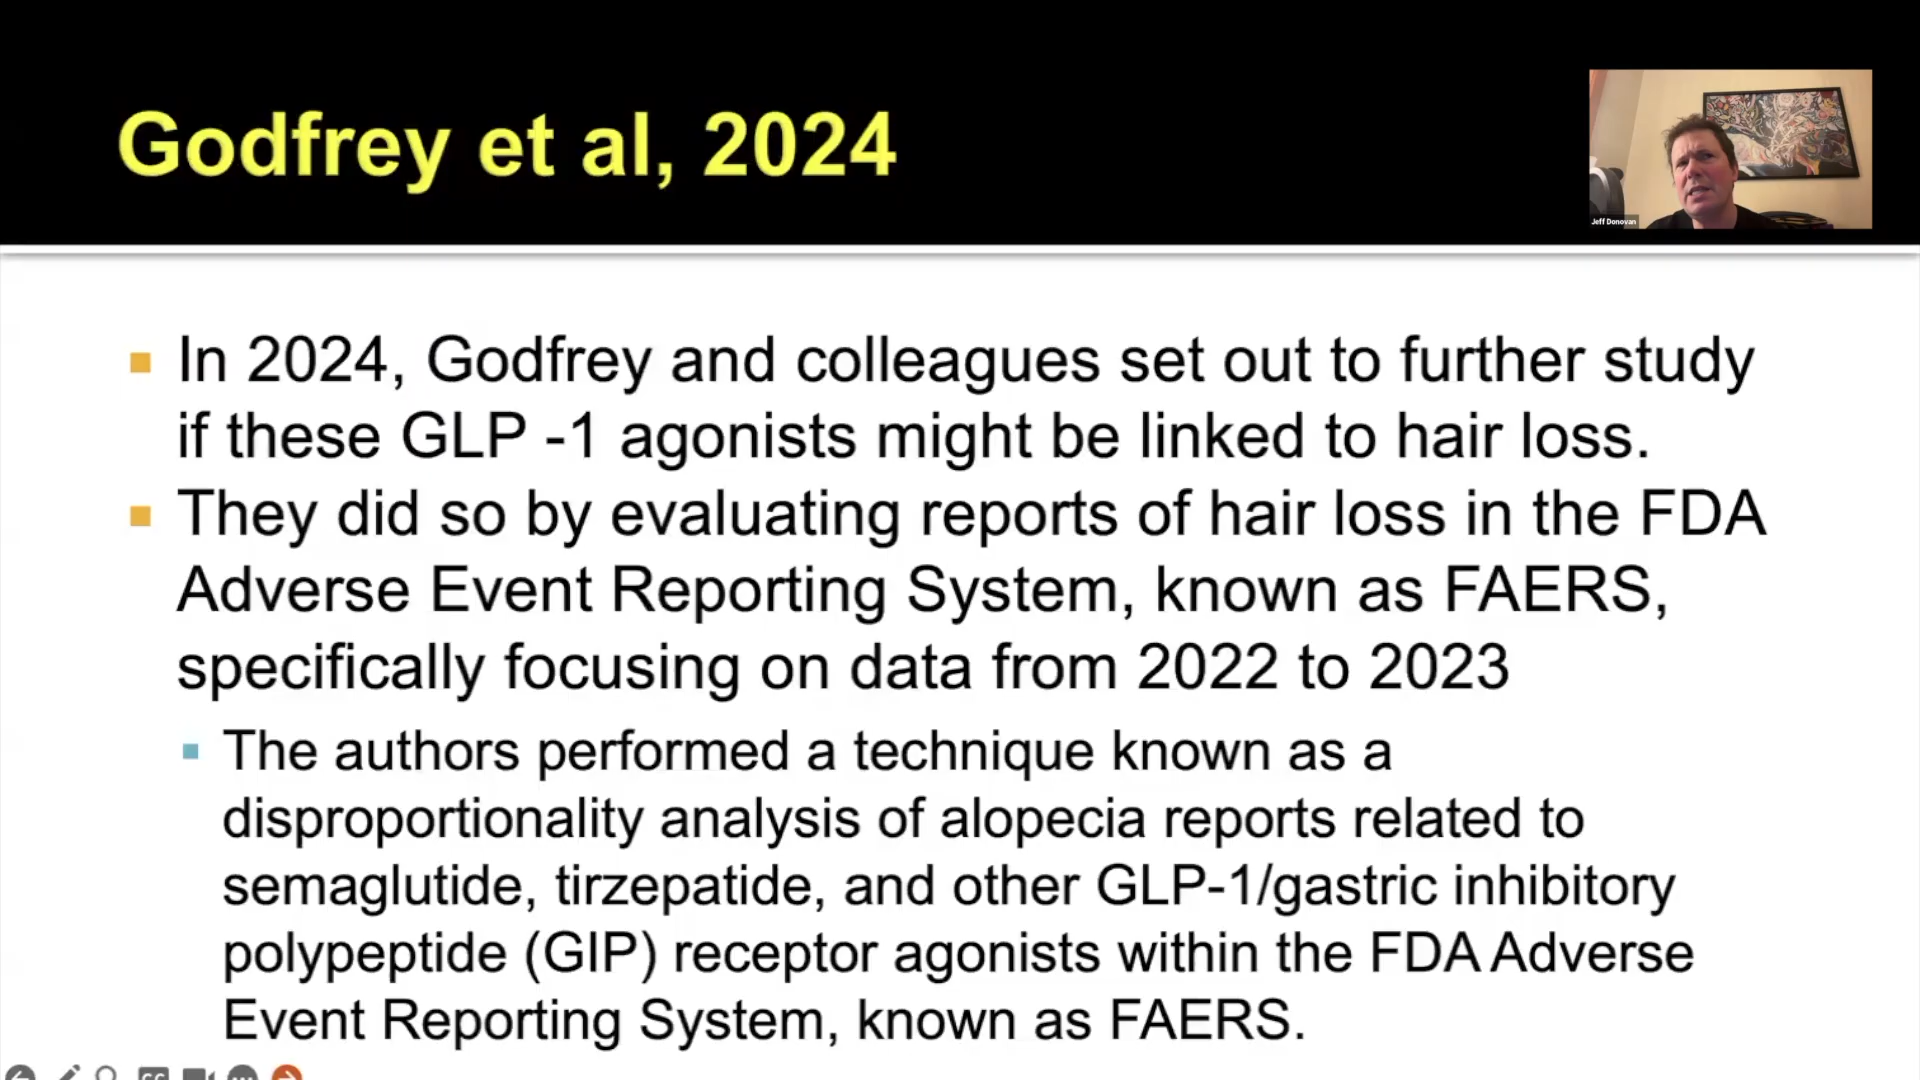 Godfrey et al, 2024
Jeff Donovan
In 2024, Godfrey and colleagues set out to further study
if these GLP -1 agonists might be linked to hair loss.
They did so by evaluating reports of hair loss in the FDA
Adverse Event Reporting System, known as FAERS,
specifically focusing on data from 2022 to 2023
The authors performed a technique known as a
disproportionality analysis of alopecia reports related to
semaglutide, tirzepatide, and other GLP-1/gastric inhibitory
polypeptide (GIP) receptor agonists within the FDA Adverse
Event Reporting System, known as FAERS.
CC